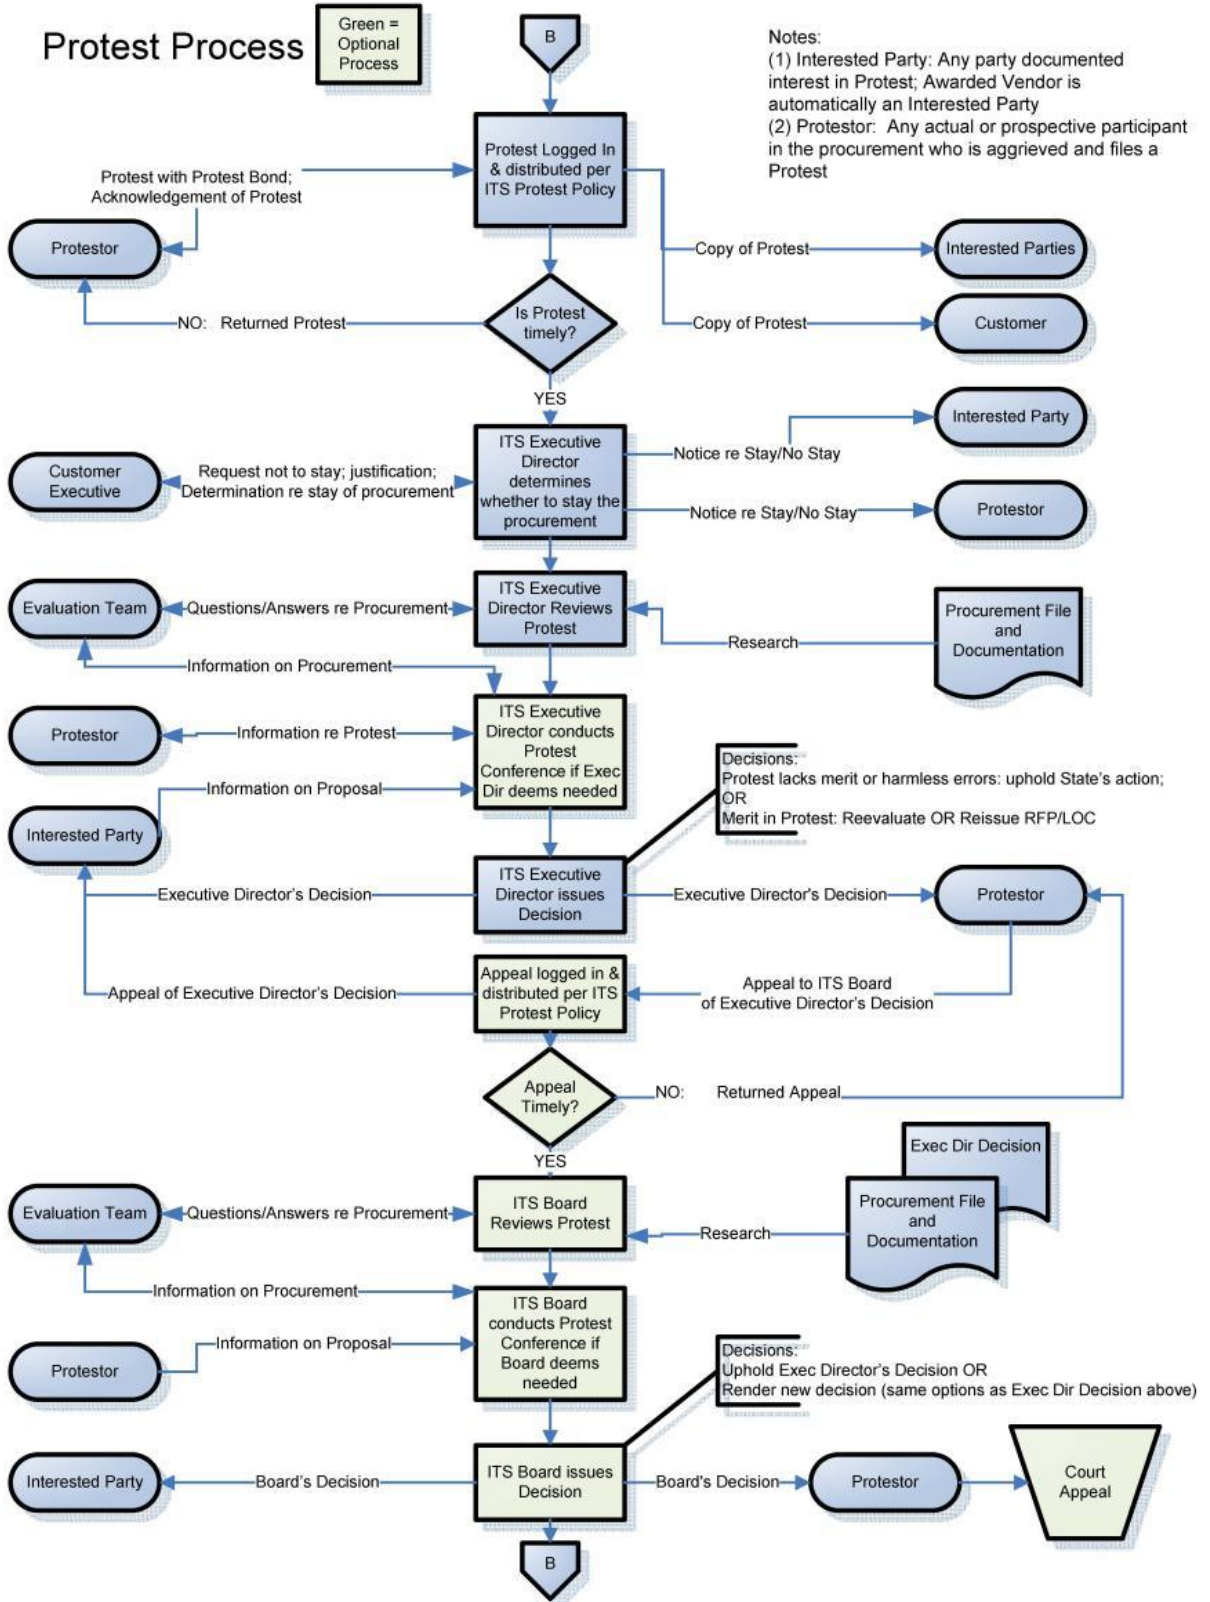 Protest Process
Green =
Optional
Process
B
Notes:
(1) Interested Party: Any party documented
interest in Protest; Awarded Vendor is
automatically an Interested Party
(2) Protestor: Any actual or prospective participant
in the procurement who is aggrieved and files a
Protest
Protest Logged In
& distributed per
ITS Protest Policy
Protest with Protest Bond;
Acknowledgement of Protest
Protestor
Copy of Protest
Interested Parties
NO: Returned Protest
Is Protest
timely?
Copy of Protest
Customer
YES
Interested Party
ITS Executive
Director
determines
whether to stay the
procurement
Notice re Stay/No Stay
Customer
Executive
Request not to stay; justification;
Determination re stay of procurement
Notice re Stay/No Stay
Protestor
Evaluation Team
Questions/Answers re Procurement
ITS Executive
Director Reviews
Protest
Research
Procurement File
and
Documentation
Information on Procurement
ITS Executive
Director conducts
Protest
Conference if Exec
Dir deems needed
Protestor
Information re Protest
Information on Proposal
Interested Party
Decisions:
Protest lacks merit or harmless errors: uphold State's action;
OR
Merit in Protest: Reevaluate OR Reissue RFP/LOC
Executive Director's Decision
ITS Executive
Director issues
Decision
Executive Director's Decision
Protestor
Appeal of Executive Director's Decision
Appeal logged in &
distributed per ITS
Protest Policy
Appeal to ITS Board
of Executive Director's Decision
Appeal
Timely?
NO: Returned Appeal
YES
Exec Dir Decision
Procurement File
and
Documentation
Evaluation Team
Questions/Answers re Procurement
ITS Board
Reviews Protest
Research
Information on Procurement
ITS Board
conducts Protest
Conference if
Board deems
needed
Information on Proposal
Protestor
Decisions:
Uphold Exec Director's Decision OR
Render new decision (same options as Exec Dir Decision above)
Interested Party
Board's Decision
ITS Board issues
Decision
Board's Decision
Protestor
Court
Appeal
B